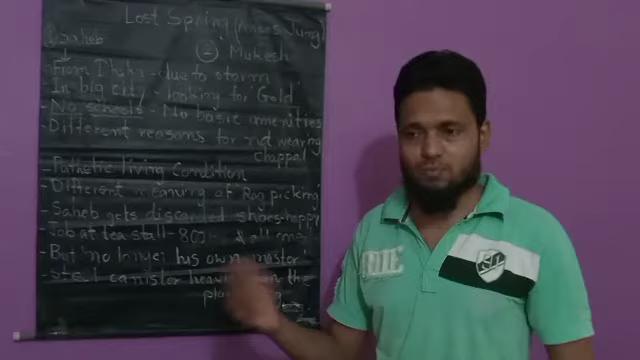 Lost Spring (Anees Jung)
① Saheb
② Mukesh
- From Dhaka - due to storm
- In big city - looking for 'Gold'
- No schools - No basic amenities
- Different reasons for not wearing chappal
- Pathetic living condition
- Different meaning of 'Rag picking'
- Saheb gets discarded shoes - happy
- Job at tea stall - 800 & all
- But 'no longer his own master
- Steel canister heavier than the